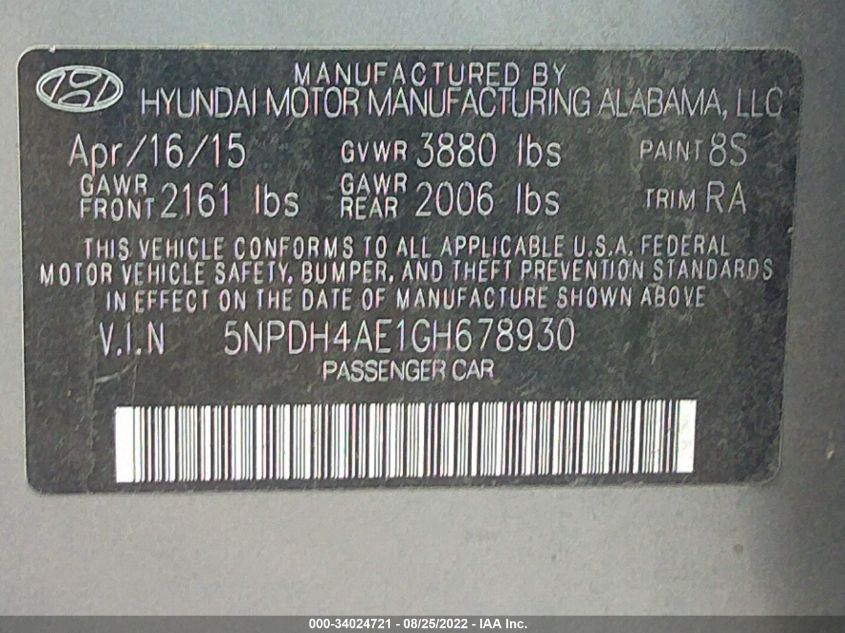 MANUFACTURED BY
HYUNDAI MOTOR MANUFACTURING ALABAMA, LLC
Apr/16/15 GVWR 3880 lbs PAINT 8S
GAWR FRONT 2161 lbs GAWR REAR 2006 lbs TRIM RA
THIS VEHICLE CONFORMS TO ALL APPLICABLE U.S.A. FEDERAL
MOTOR VEHICLE SAFETY, BUMPER, AND THEFT PREVENTION STANDARDS
IN EFFECT ON THE DATE OF MANUFACTURE SHOWN ABOVE
V.I.N 5NPDH4AE1GH678930
PASSENGER CAR
000-34024721 - 08/25/2022 - IAA Inc.